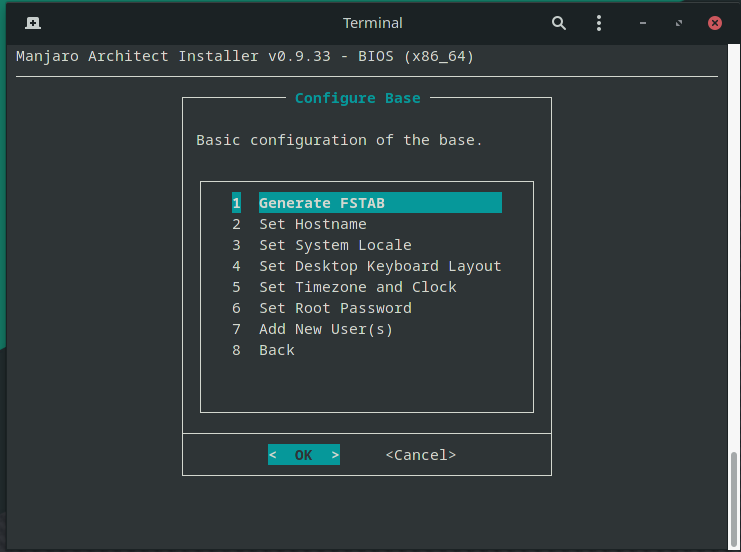 Terminal
Manjaro Architect Installer v0.9.33 - BIOS (x86_64)
Configure Base
Basic configuration of the base.
1 Generate FSTAB
2 Set Hostname
3 Set System Locale
4 Set Desktop Keyboard Layout
5 Set Timezone and Clock
6 Set Root Password
7 Add New User(s)
8 Back
< OK > <Cancel>